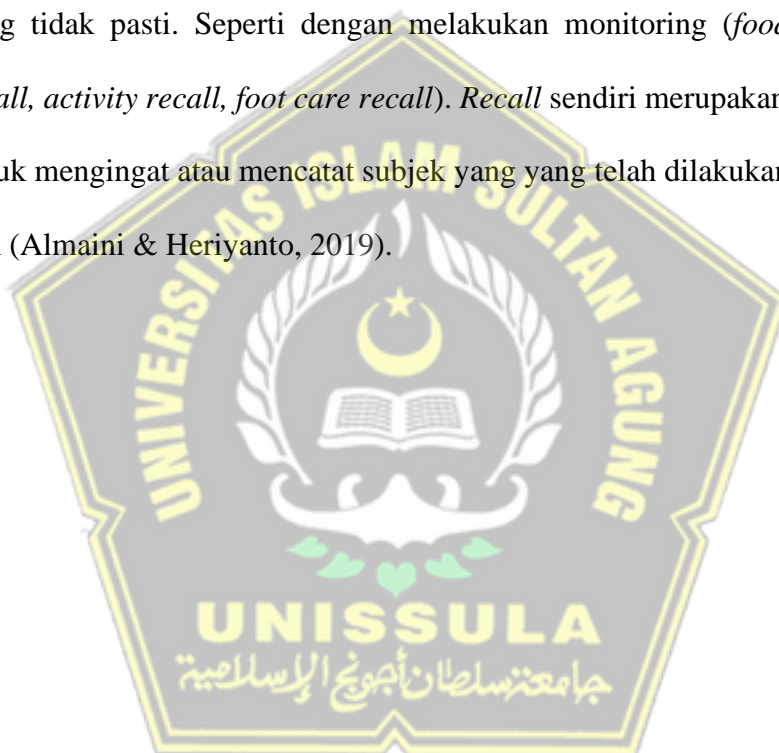 g tidak pasti. Seperti dengan melakukan monitoring (food
all, activity recall, foot care recall). Recall sendiri merupakan
uk mengingat atau mencatat subjek yang yang telah dilakukan
(Almaini & Heriyanto, 2019).
UNIVERSITAS ISLAM SULTAN AGUNG
UNISSULA
جامعة سلطان أجونج الإسلامية